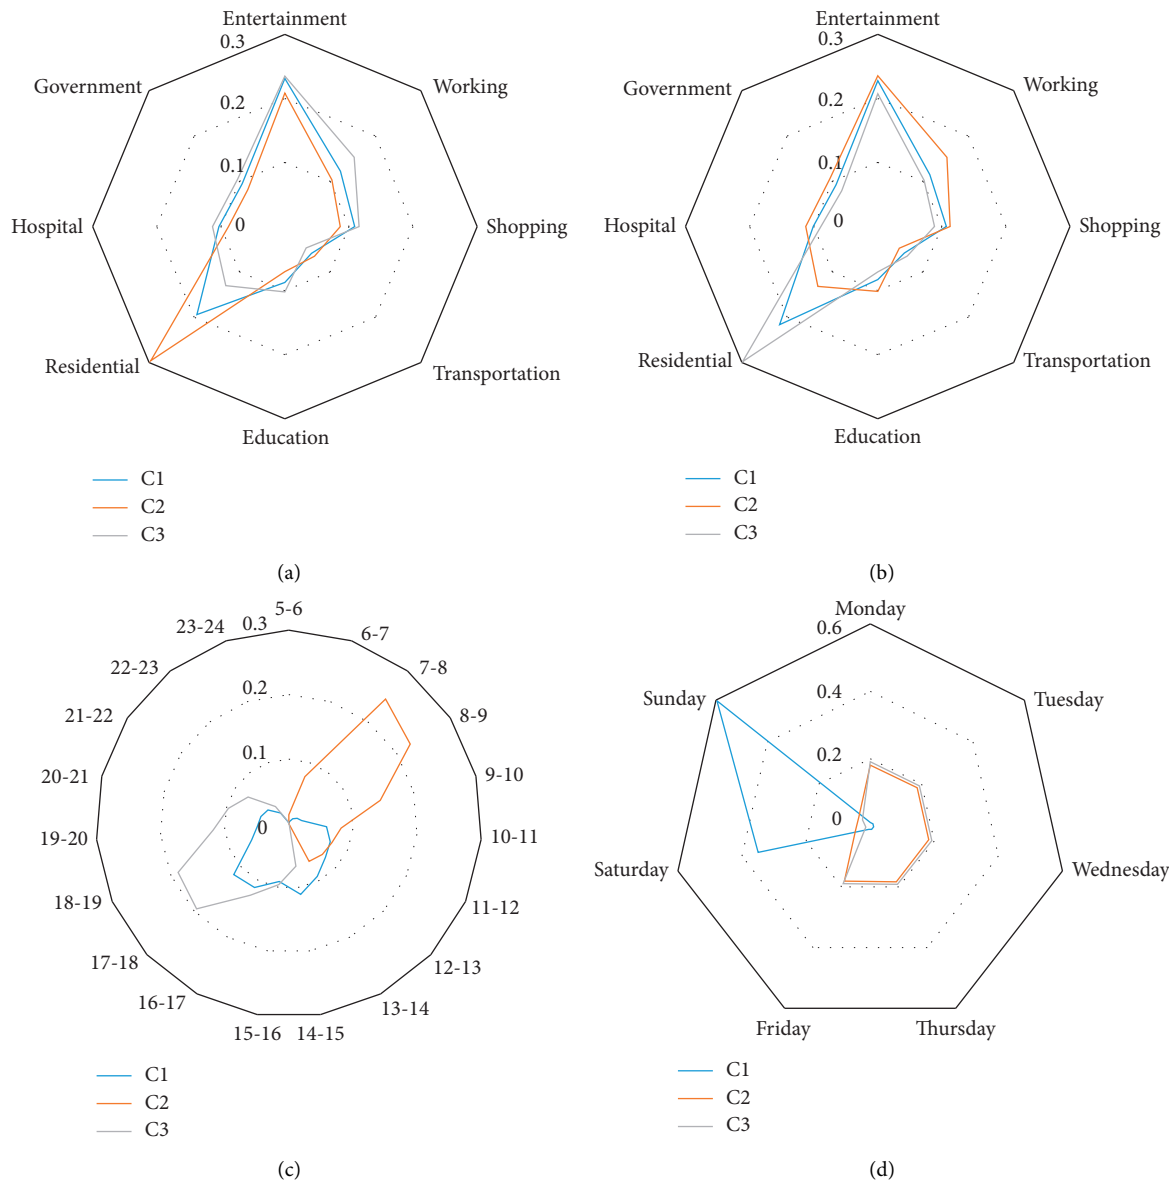 Entertainment
0.3
Government
Working
0.2
0.1
Hospital
0
Shopping
Residential
Transportation
Education
C1
C2
C3
(a)
Entertainment
0.3
Government
Working
0.2
0.1
Hospital
0
Shopping
Residential
Transportation
Education
C1
C2
C3
(b)
5-6
0.3
23-24
6-7
22-23
7-8
0.2
21-22
8-9
0.1
20-21
9-10
0
19-20
10-11
18-19
11-12
17-18
12-13
16-17
13-14
15-16
14-15
C1
C2
C3
(c)
Monday
0.6
Sunday
0.4
Tuesday
0.2
0
Saturday
Wednesday
Friday
Thursday
C1
C2
C3
(d)